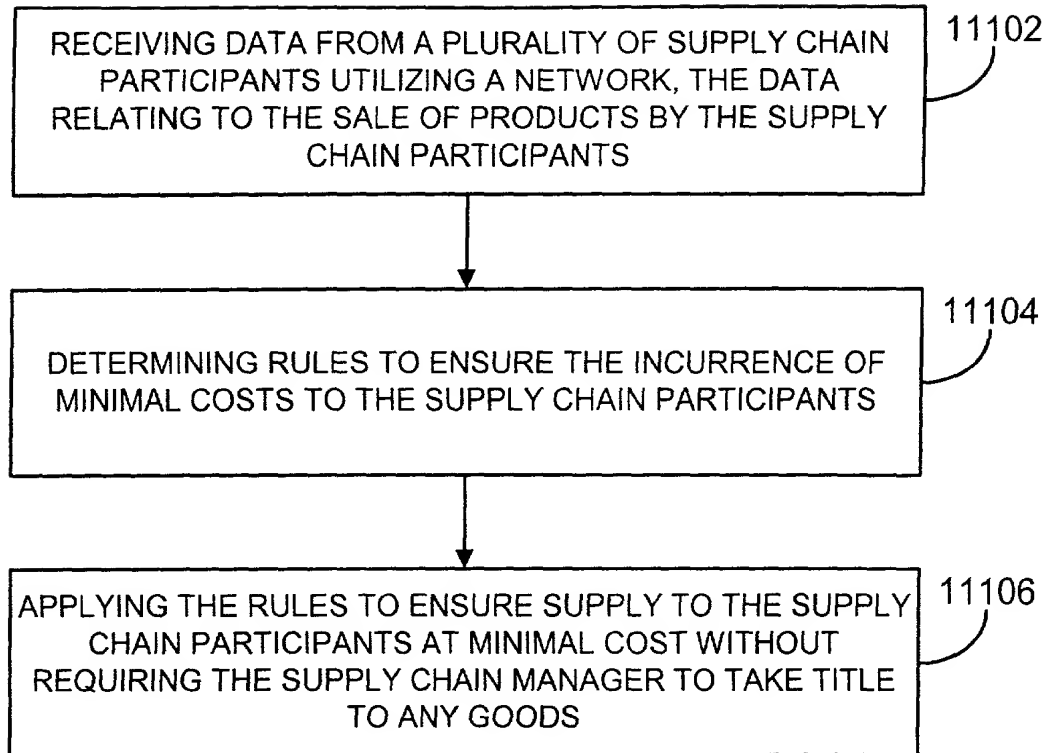 RECEIVING DATA FROM A PLURALITY OF SUPPLY CHAIN
PARTICIPANTS UTILIZING A NETWORK, THE DATA
RELATING TO THE SALE OF PRODUCTS BY THE SUPPLY
CHAIN PARTICIPANTS
11102
DETERMINING RULES TO ENSURE THE INCURRENCE OF
MINIMAL COSTS TO THE SUPPLY CHAIN PARTICIPANTS
11104
APPLYING THE RULES TO ENSURE SUPPLY TO THE SUPPLY
CHAIN PARTICIPANTS AT MINIMAL COST WITHOUT
REQUIRING THE SUPPLY CHAIN MANAGER TO TAKE TITLE
TO ANY GOODS
11106